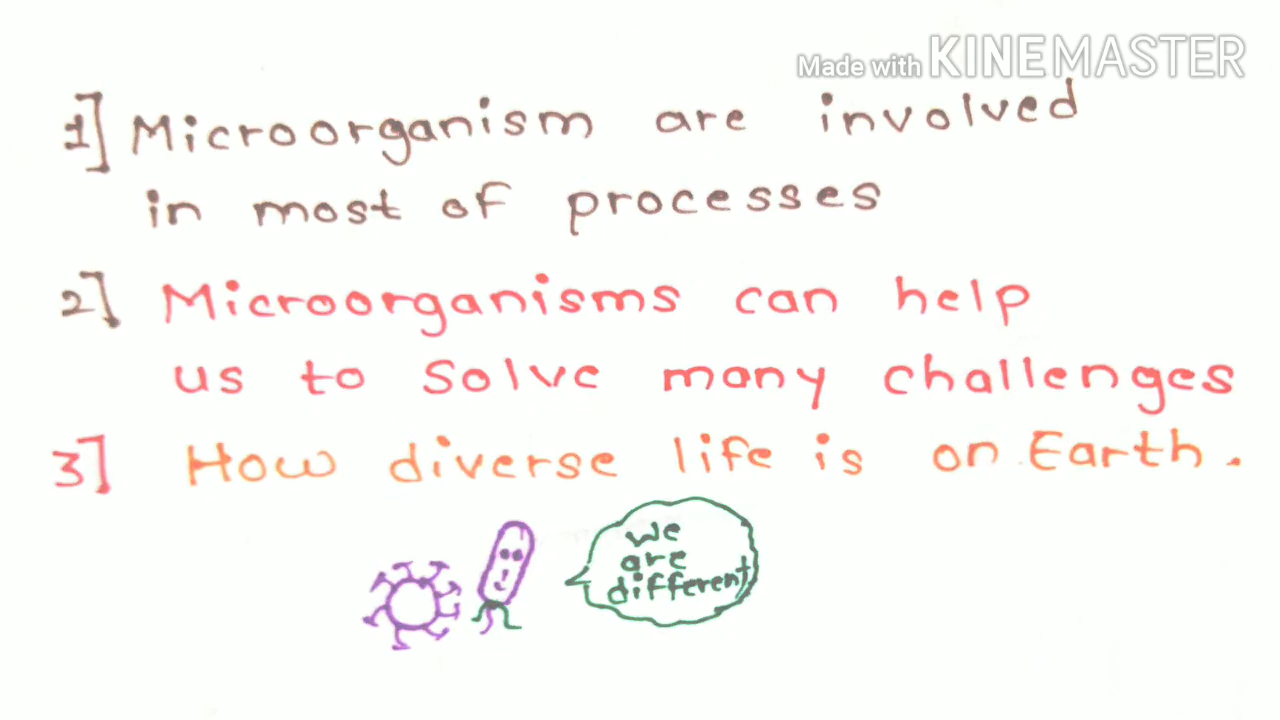 Made with KINEMASTER
1] Microorganism are involved
in most of processes
2] Microorganisms can help
us to solve many challenges
3] How diverse life is on Earth.
We
are
different